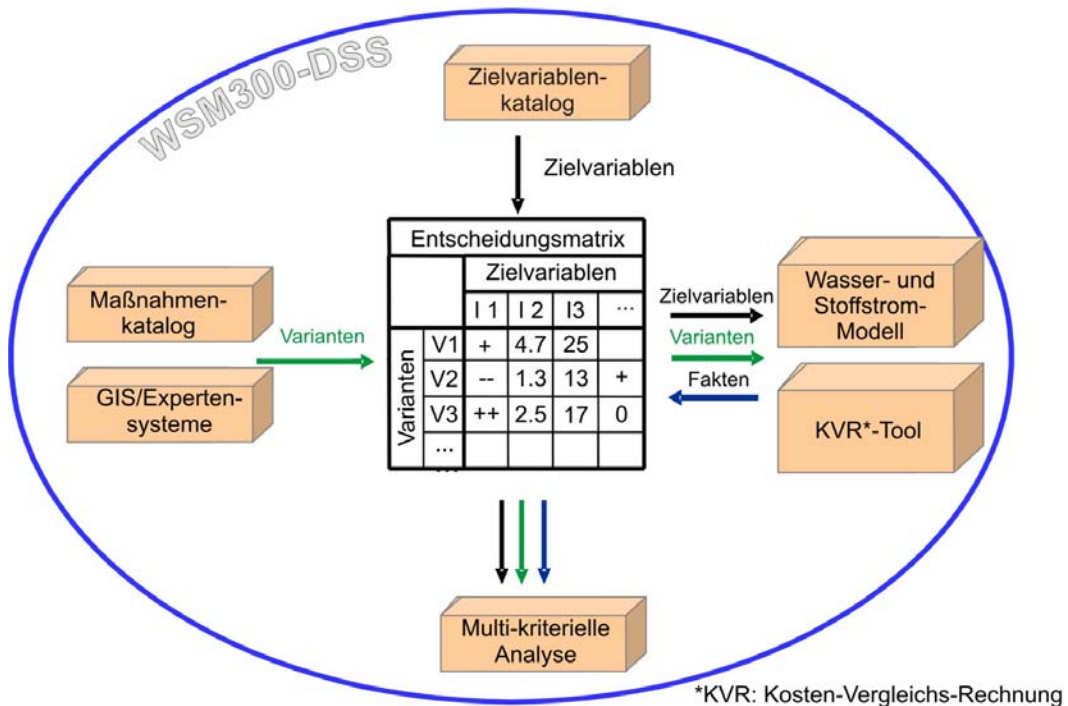 WSM300-DSS
Zielvariablen-
katalog
Zielvariablen
Entscheidungsmatrix
Zielvariablen
I 1 I 2 I3 ...
Varianten
V1 + 4.7 25
V2 -- 1.3 13 +
V3 ++ 2.5 17 0
...
...
Maßnahmen-
katalog
GIS/Experten-
systeme
Varianten
Zielvariablen
Varianten
Fakten
Wasser- und
Stoffstrom-
Modell
KVR*-Tool
Multi-kriterielle
Analyse
*KVR: Kosten-Vergleichs-Rechnung